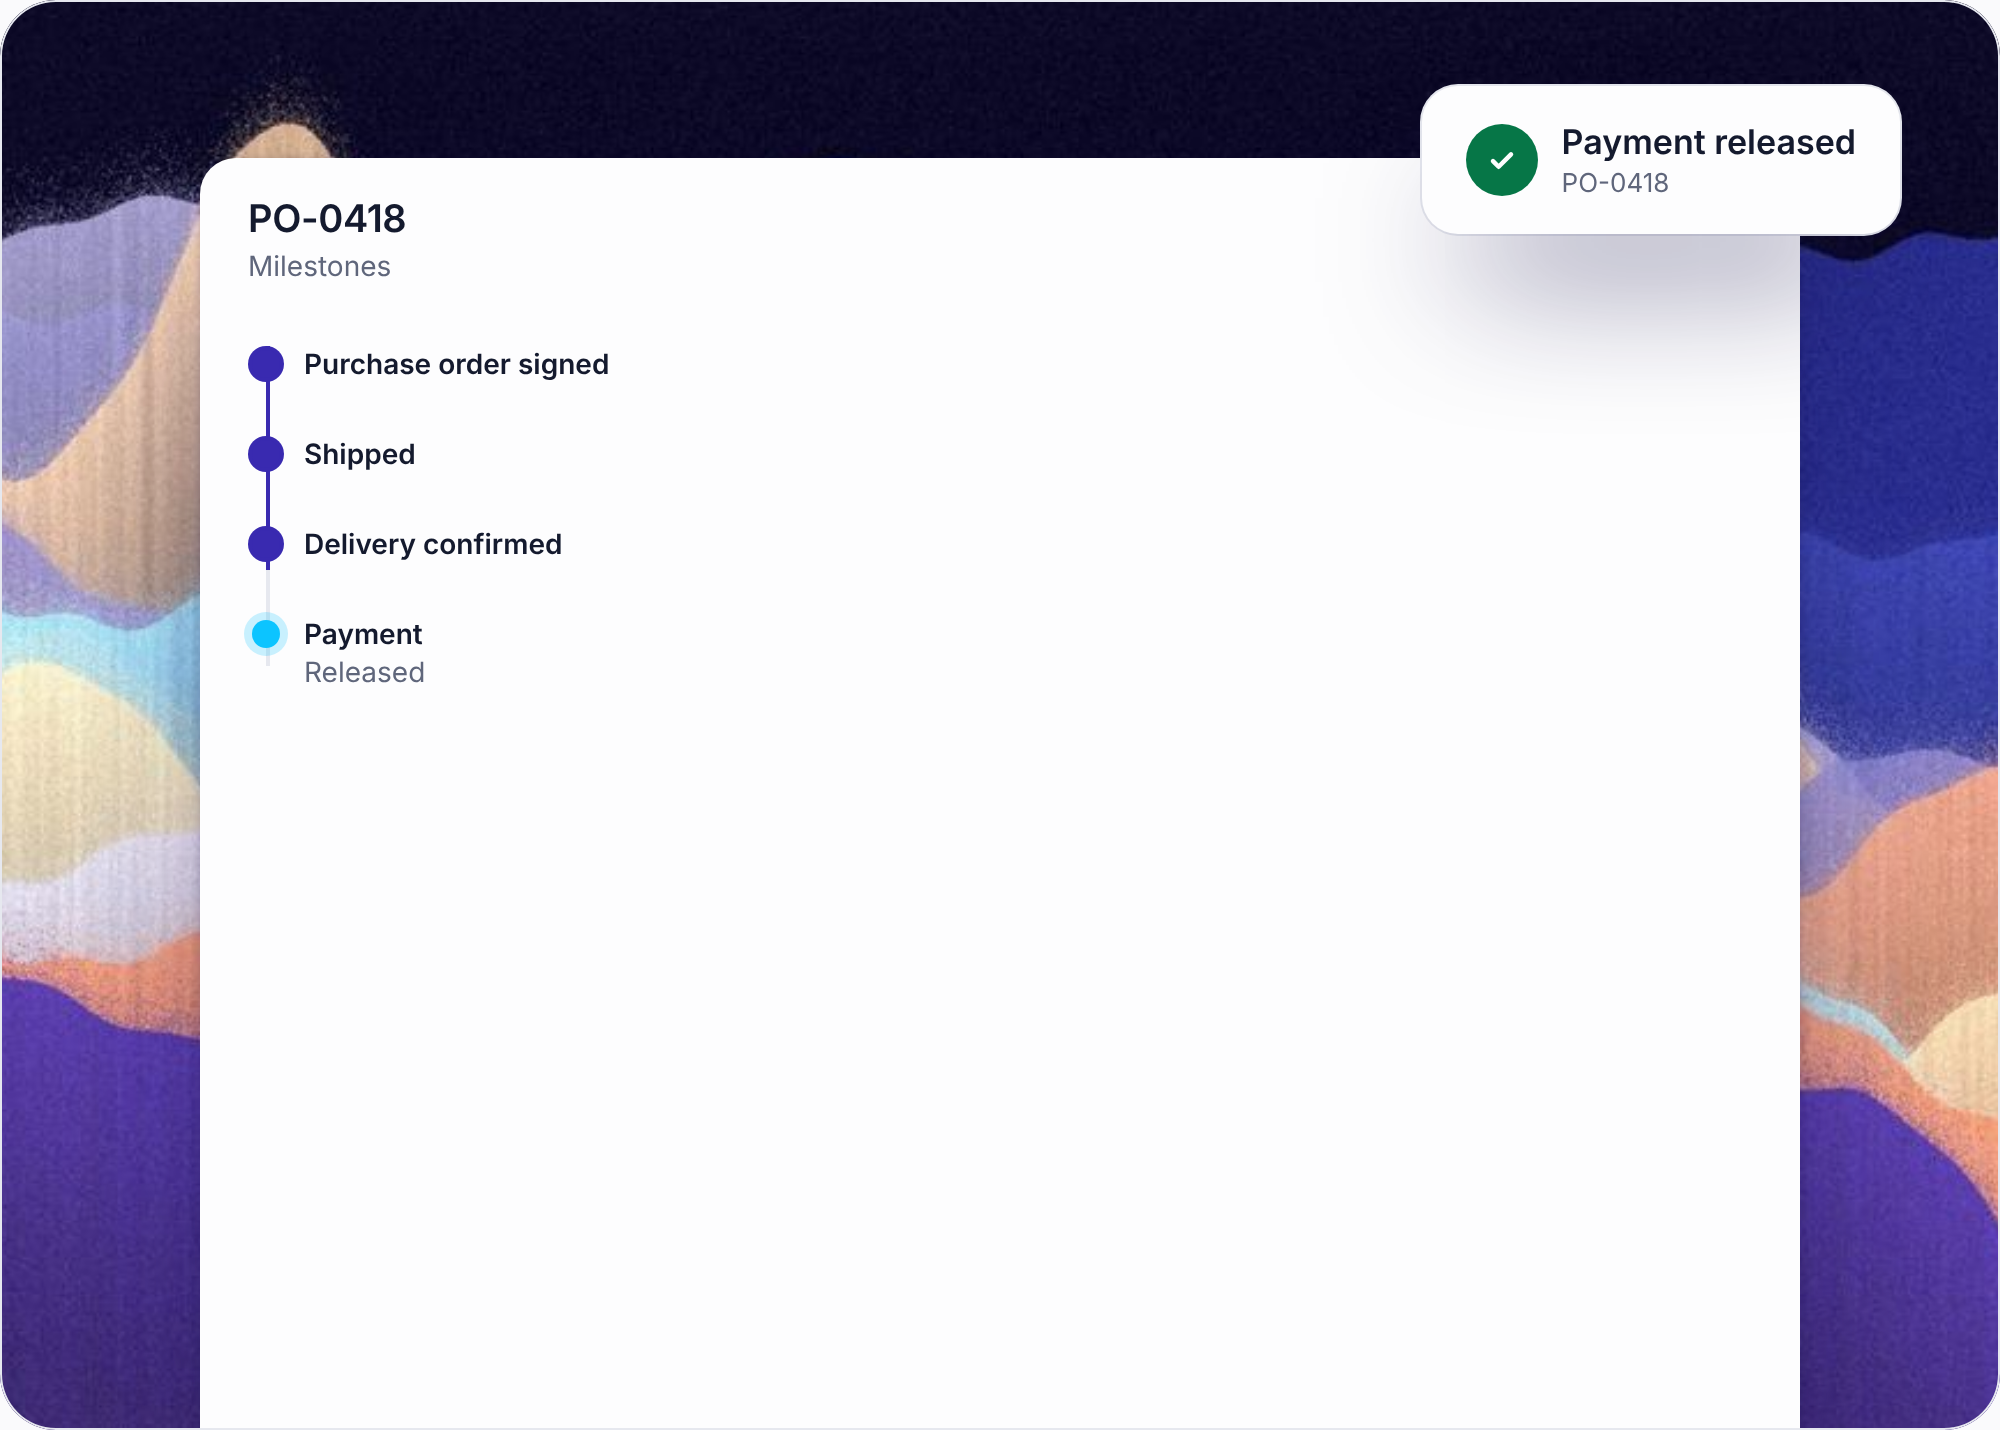 Payment released
PO-0418
PO-0418
Milestones
Purchase order signed
Shipped
Delivery confirmed
Payment
Released